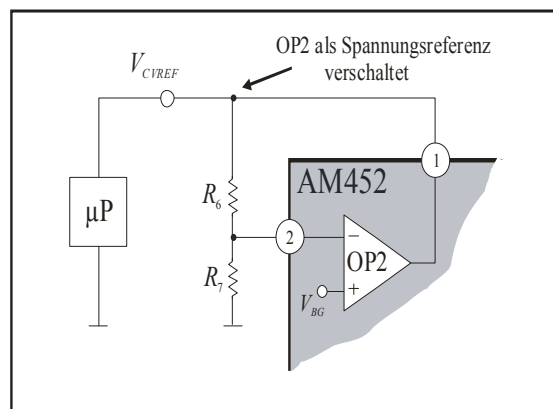 OP2 als Spannungsreferenz
verschaltet
V_CVREF
1
AM452
µP
R6
2
−
OP2
R7
V_BG
+